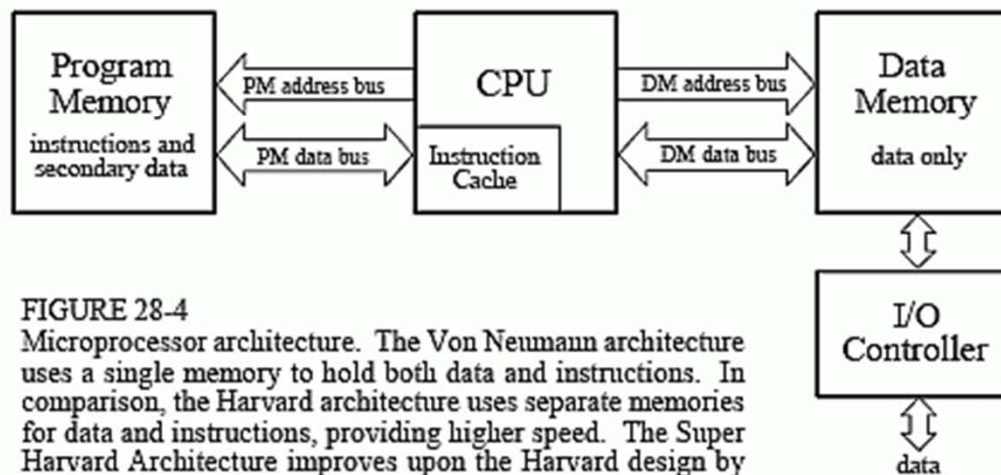 Program
Memory
instructions and
secondary data
PM address bus
PM data bus
CPU
Instruction
Cache
DM address bus
DM data bus
Data
Memory
data only
I/O
Controller
data
FIGURE 28-4
Microprocessor architecture. The Von Neumann architecture
uses a single memory to hold both data and instructions. In
comparison, the Harvard architecture uses separate memories
for data and instructions, providing higher speed. The Super
Harvard Architecture improves upon the Harvard design by